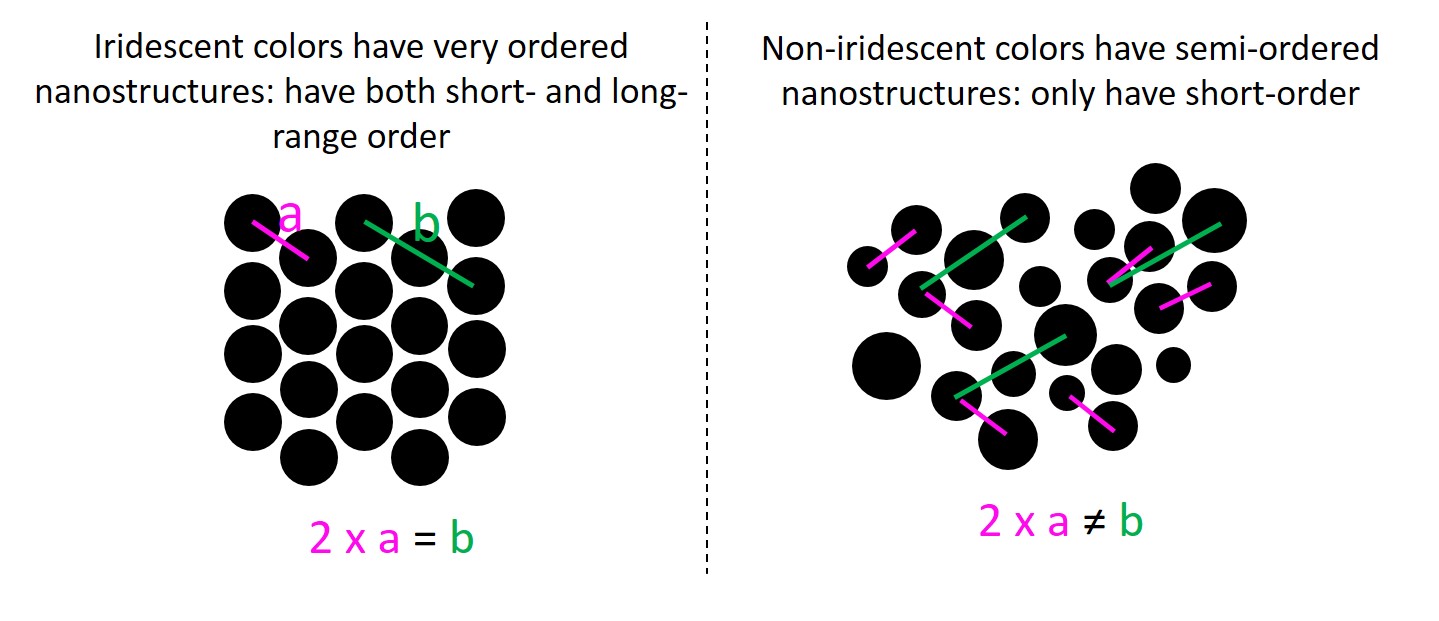 Iridescent colors have very ordered
nanostructures: have both short- and long-
range order
a
b
2 x a = b
Non-iridescent colors have semi-ordered
nanostructures: only have short-order
2 x a ≠ b